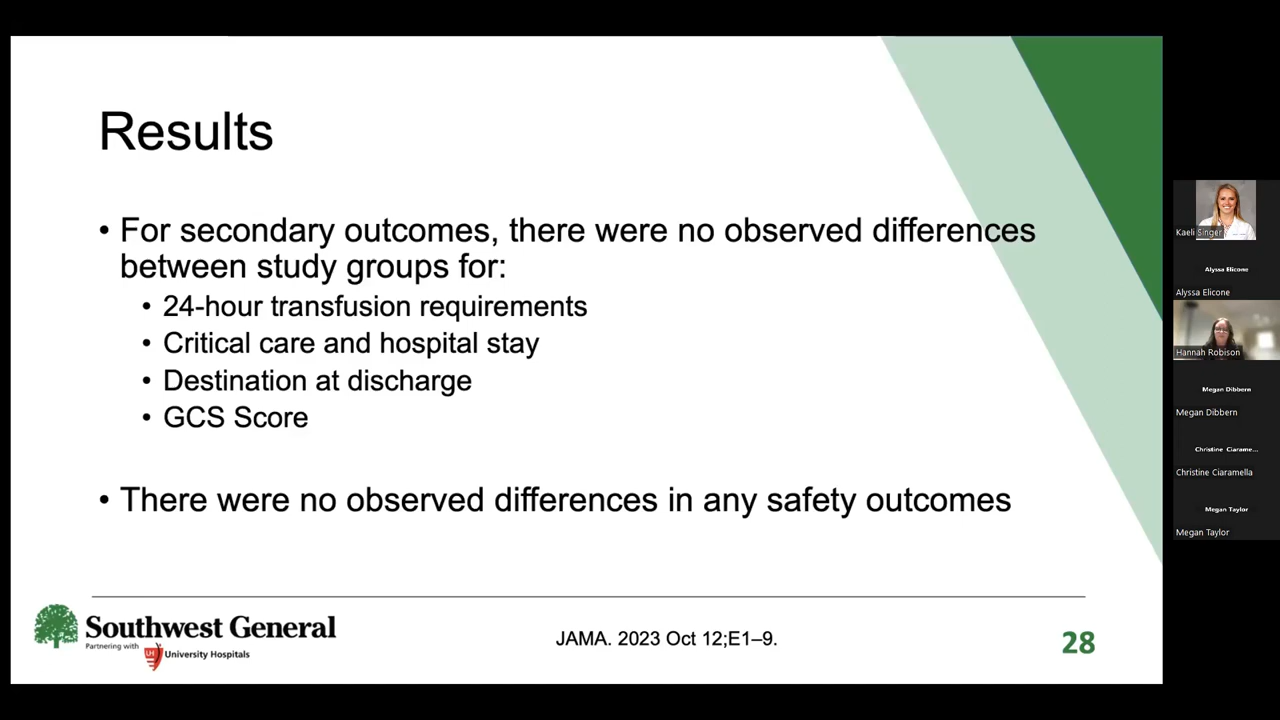 Results
• For secondary outcomes, there were no observed differences
between study groups for:
• 24-hour transfusion requirements
• Critical care and hospital stay
• Destination at discharge
• GCS Score
• There were no observed differences in any safety outcomes
Southwest General
Partnering with
University Hospitals
JAMA. 2023 Oct 12;E1–9.
28
Kaeli Singer
Alyssa Elicone
Alyssa Elicone
Hannah Robison
Megan Dibbern
Megan Dibbern
Christine Ciarame...
Christine Ciaramella
Megan Taylor
Megan Taylor